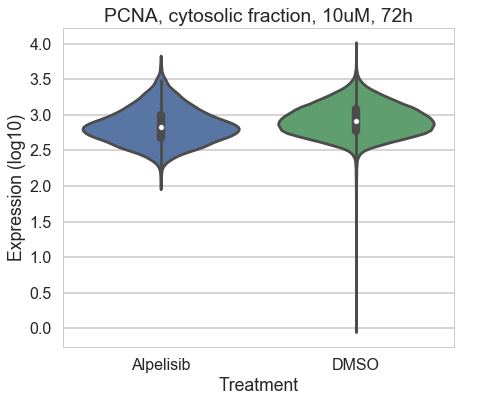 PCNA, cytosolic fraction, 10uM, 72h
Expression (log10)
4.0
3.5
3.0
2.5
2.0
1.5
1.0
0.5
0.0
Alpelisib
DMSO
Treatment